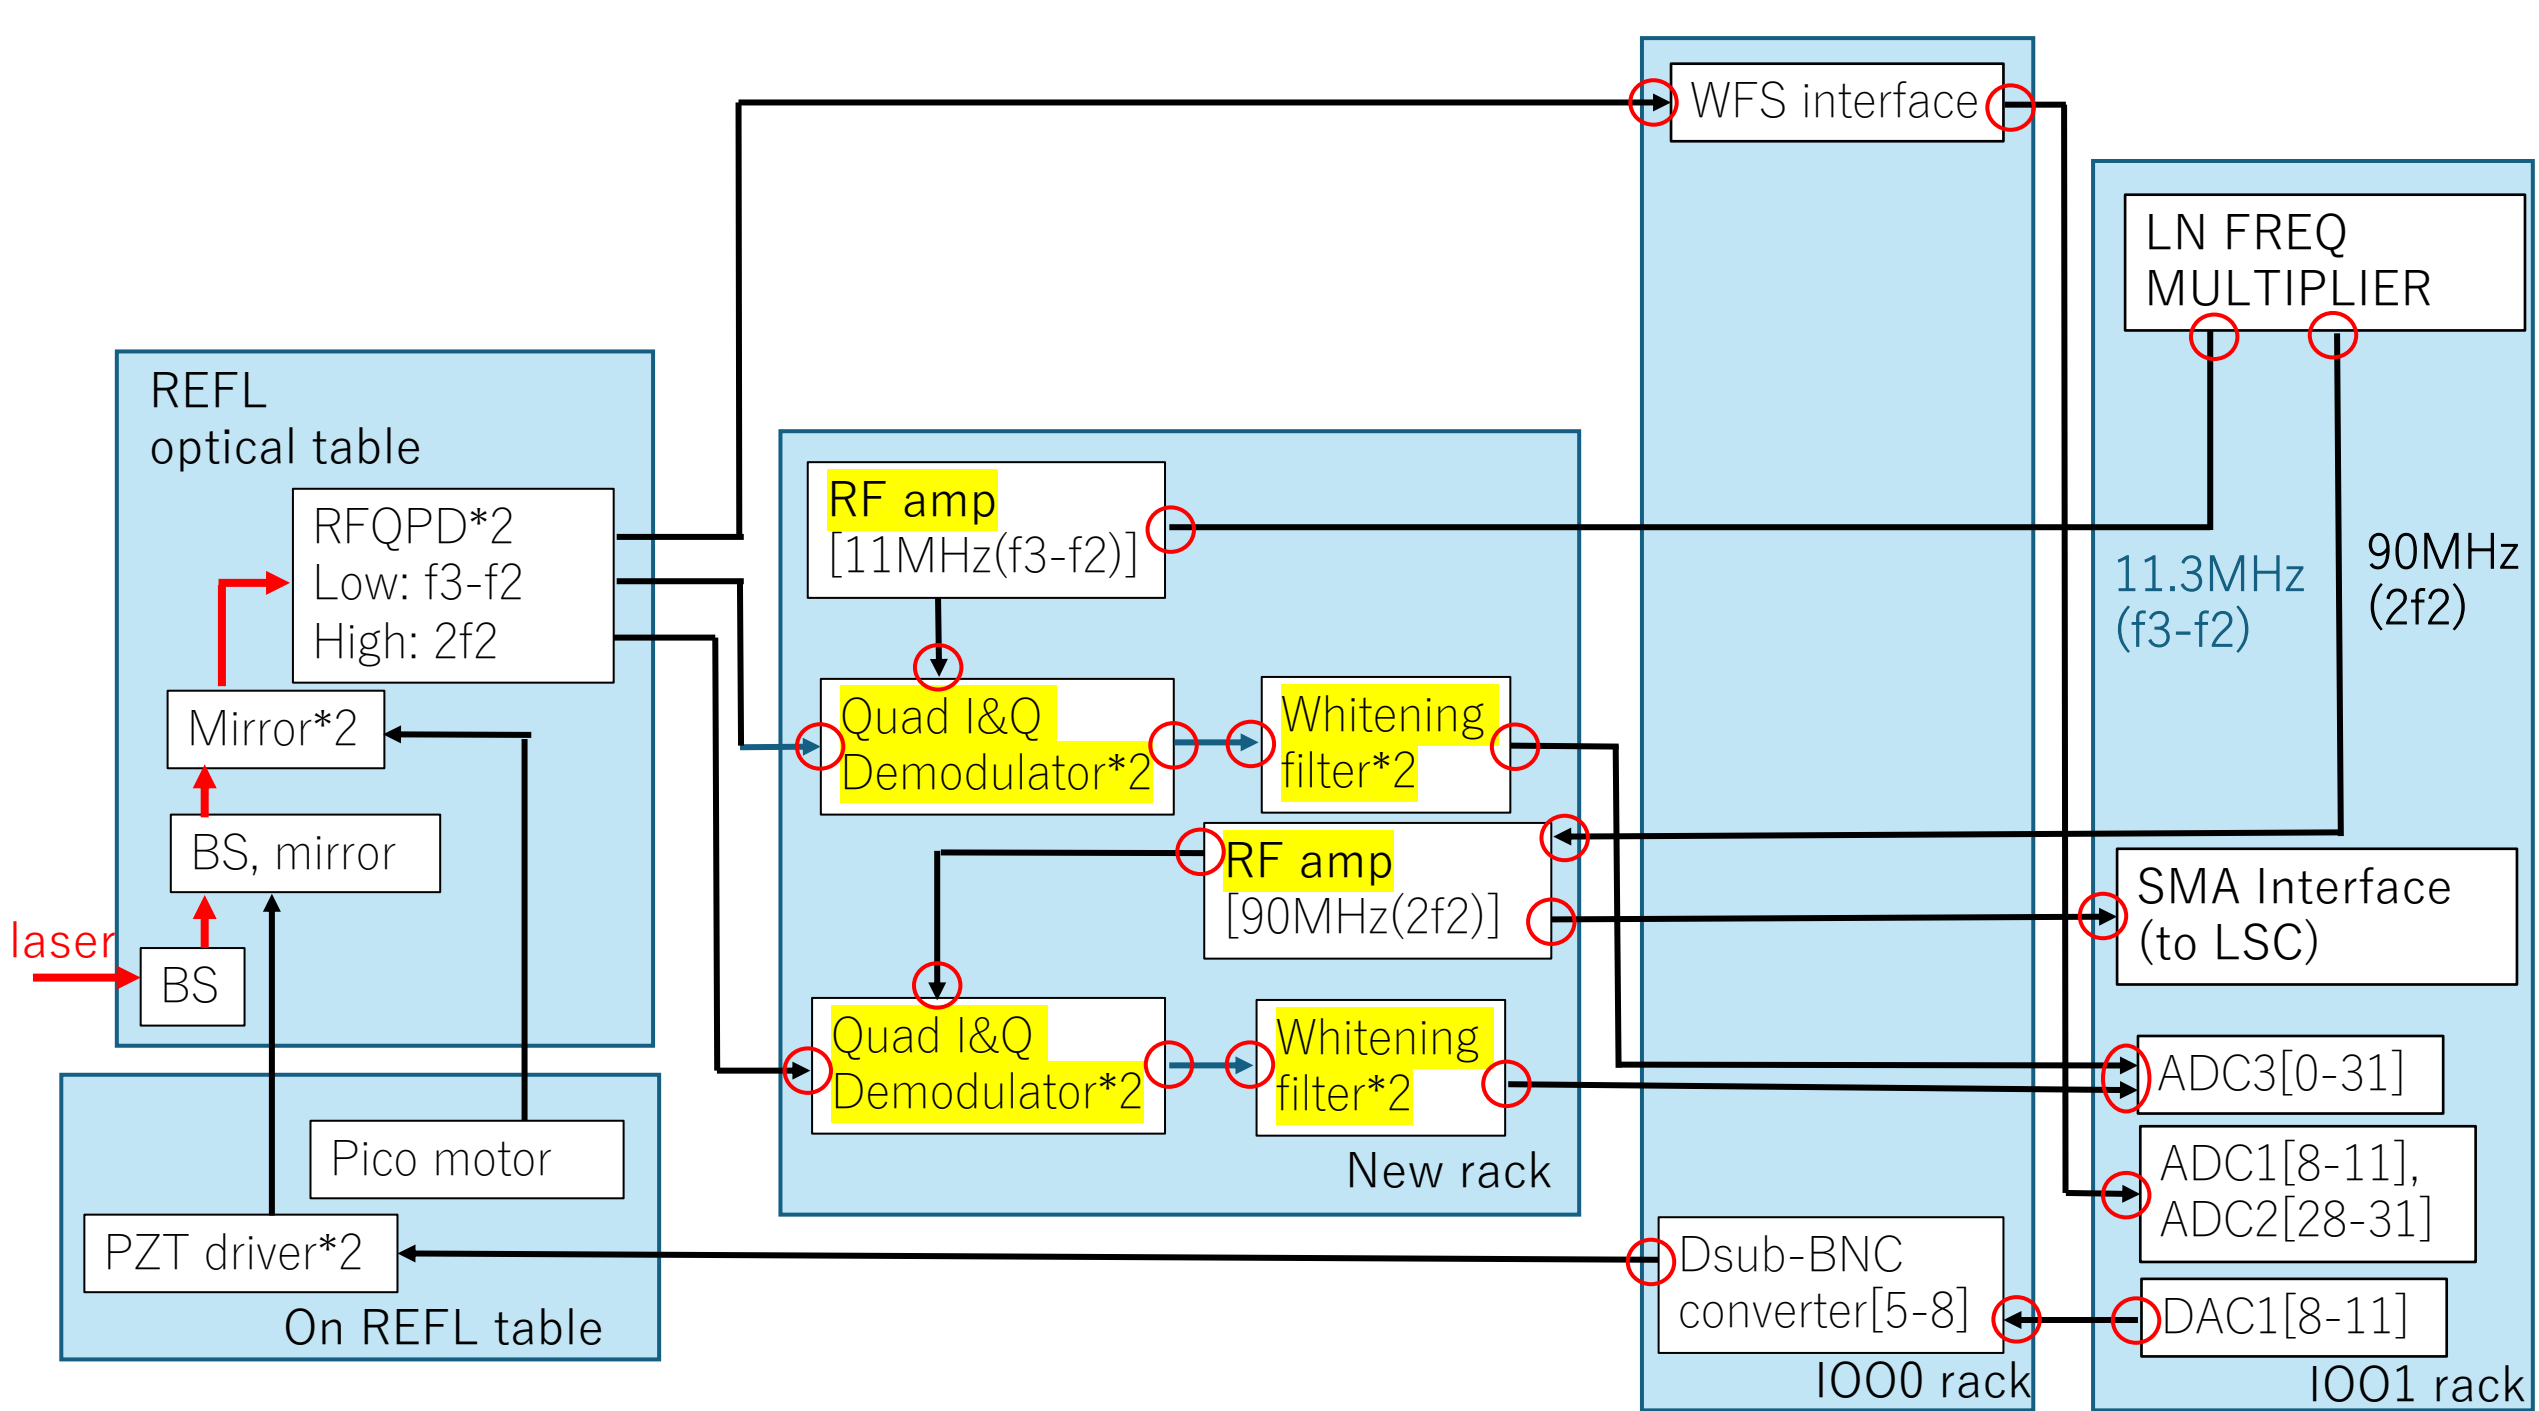 WFS interface
LN FREQ
MULTIPLIER
11.3MHz
(f3-f2)
90MHz
(2f2)
SMA Interface
(to LSC)
ADC3[0-31]
ADC1[8-11],
ADC2[28-31]
DAC1[8-11]
IOO1 rack
Dsub-BNC
converter[5-8]
IOO0 rack
REFL
optical table
RFQPD*2
Low: f3-f2
High: 2f2
Mirror*2
BS, mirror
laser
BS
RF amp
[11MHz(f3-f2)]
Quad I&Q
Demodulator*2
Whitening
filter*2
RF amp
[90MHz(2f2)]
Quad I&Q
Demodulator*2
Whitening
filter*2
New rack
Pico motor
PZT driver*2
On REFL table